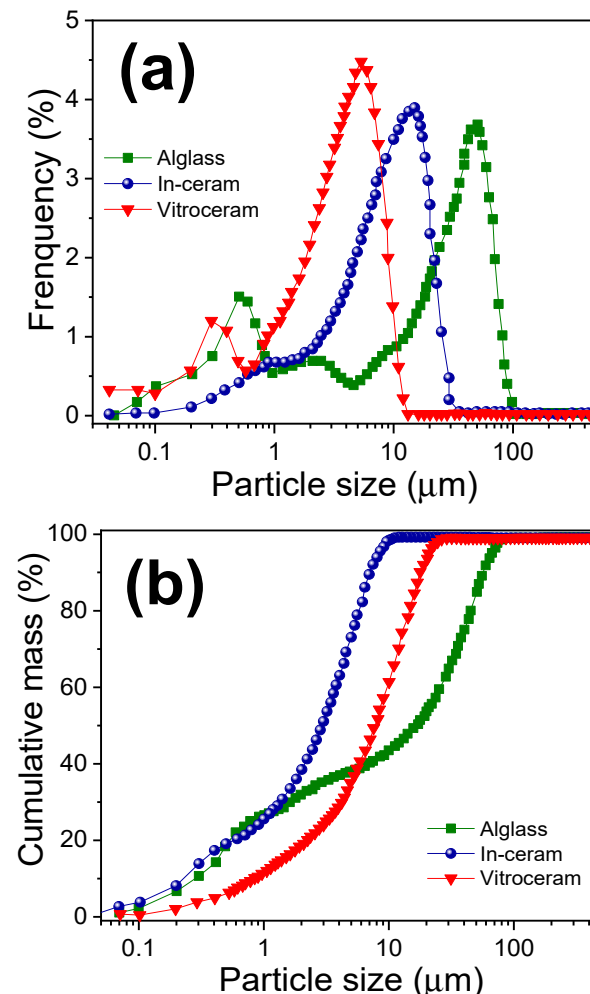 (a)
5
4
3
2
1
0
Frenquency (%)
Alglass
In-ceram
Vitroceram
0.1 1 10 100
Particle size (μm)
(b)
100
80
60
40
20
0
Cumulative mass (%)
Alglass
In-ceram
Vitroceram
0.1 1 10 100
Particle size (μm)